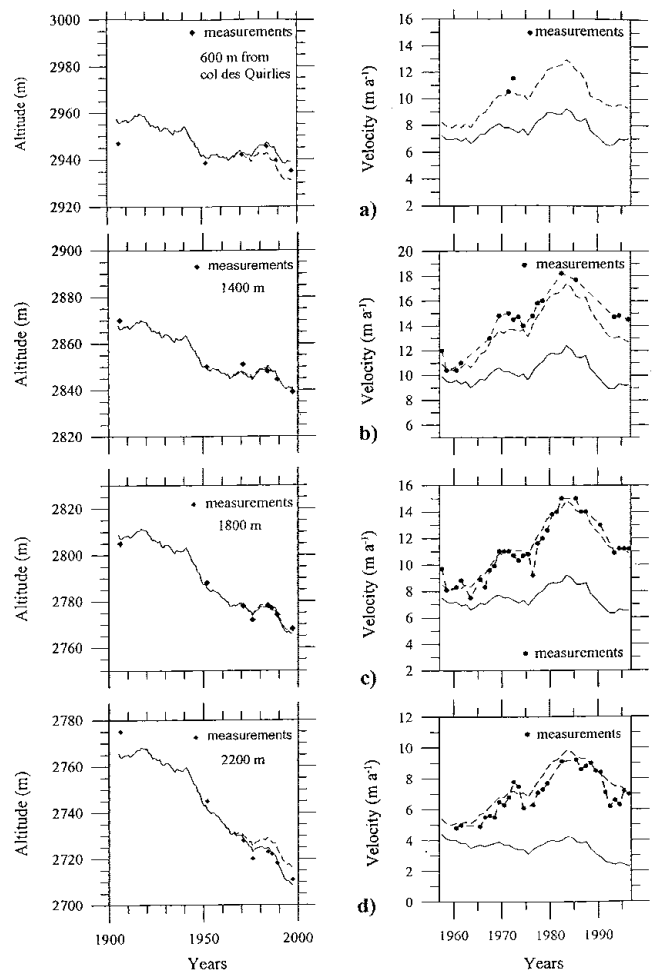 3000
2980
2960
2940
2920
Altitude (m)
measurements
600 m from
col des Quirlies
16
14
12
10
8
6
4
2
Velocity (m a⁻¹)
measurements
a)
2900
2880
2860
2840
2820
Altitude (m)
measurements
1400 m
20
18
16
14
12
10
8
6
Velocity (m a⁻¹)
measurements
b)
2820
2800
2780
2760
Altitude (m)
measurements
1800 m
16
14
12
10
8
6
4
2
Velocity (m a⁻¹)
measurements
c)
2780
2760
2740
2720
2700
Altitude (m)
measurements
2200 m
12
10
8
6
4
2
0
Velocity (m a⁻¹)
measurements
d)
1900 1950 2000
Years
1960 1970 1980 1990
Years